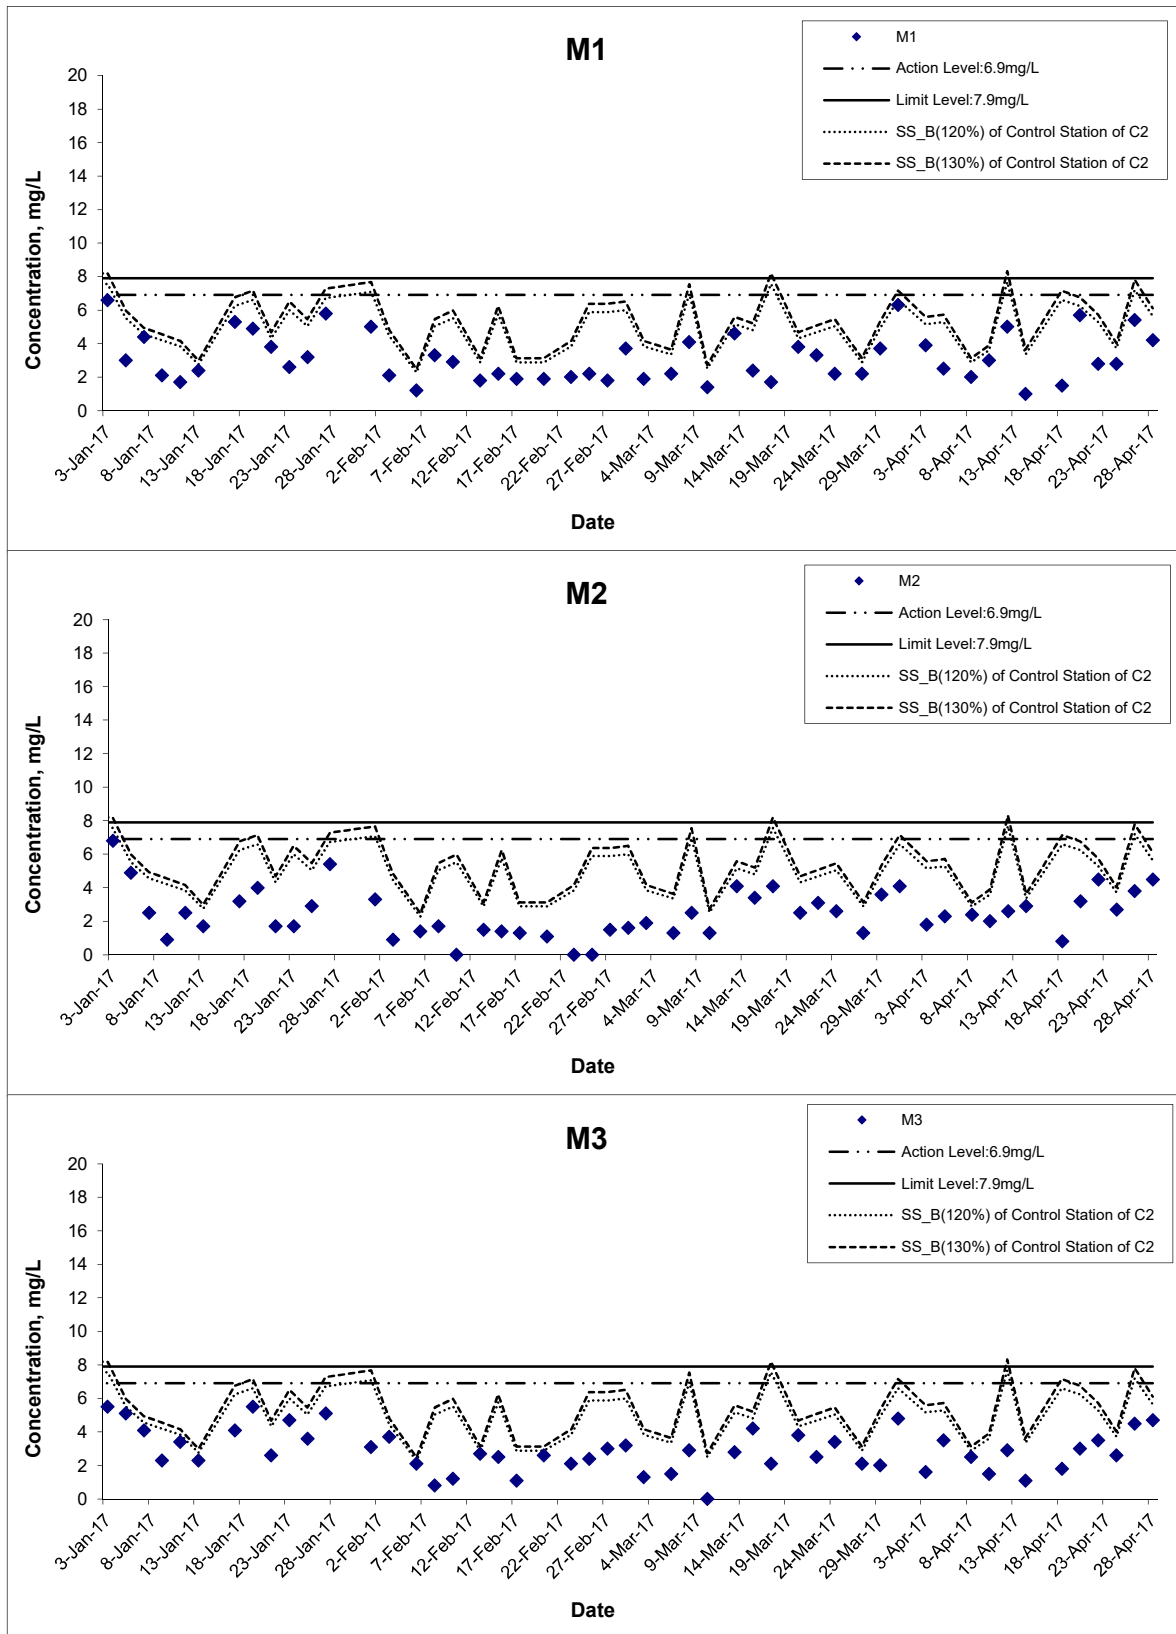 M1
M1
Action Level:6.9mg/L
Limit Level:7.9mg/L
SS_B(120%) of Control Station of C2
SS_B(130%) of Control Station of C2
Concentration, mg/L
20
18
16
14
12
10
8
6
4
2
0
3-Jan-17
8-Jan-17
13-Jan-17
18-Jan-17
23-Jan-17
28-Jan-17
2-Feb-17
7-Feb-17
12-Feb-17
17-Feb-17
22-Feb-17
27-Feb-17
4-Mar-17
9-Mar-17
14-Mar-17
19-Mar-17
24-Mar-17
29-Mar-17
3-Apr-17
8-Apr-17
13-Apr-17
18-Apr-17
23-Apr-17
28-Apr-17
Date
M2
M2
Action Level:6.9mg/L
Limit Level:7.9mg/L
SS_B(120%) of Control Station of C2
SS_B(130%) of Control Station of C2
Concentration, mg/L
20
18
16
14
12
10
8
6
4
2
0
3-Jan-17
8-Jan-17
13-Jan-17
18-Jan-17
23-Jan-17
28-Jan-17
2-Feb-17
7-Feb-17
12-Feb-17
17-Feb-17
22-Feb-17
27-Feb-17
4-Mar-17
9-Mar-17
14-Mar-17
19-Mar-17
24-Mar-17
29-Mar-17
3-Apr-17
8-Apr-17
13-Apr-17
18-Apr-17
23-Apr-17
28-Apr-17
Date
M3
M3
Action Level:6.9mg/L
Limit Level:7.9mg/L
SS_B(120%) of Control Station of C2
SS_B(130%) of Control Station of C2
Concentration, mg/L
20
18
16
14
12
10
8
6
4
2
0
3-Jan-17
8-Jan-17
13-Jan-17
18-Jan-17
23-Jan-17
28-Jan-17
2-Feb-17
7-Feb-17
12-Feb-17
17-Feb-17
22-Feb-17
27-Feb-17
4-Mar-17
9-Mar-17
14-Mar-17
19-Mar-17
24-Mar-17
29-Mar-17
3-Apr-17
8-Apr-17
13-Apr-17
18-Apr-17
23-Apr-17
28-Apr-17
Date